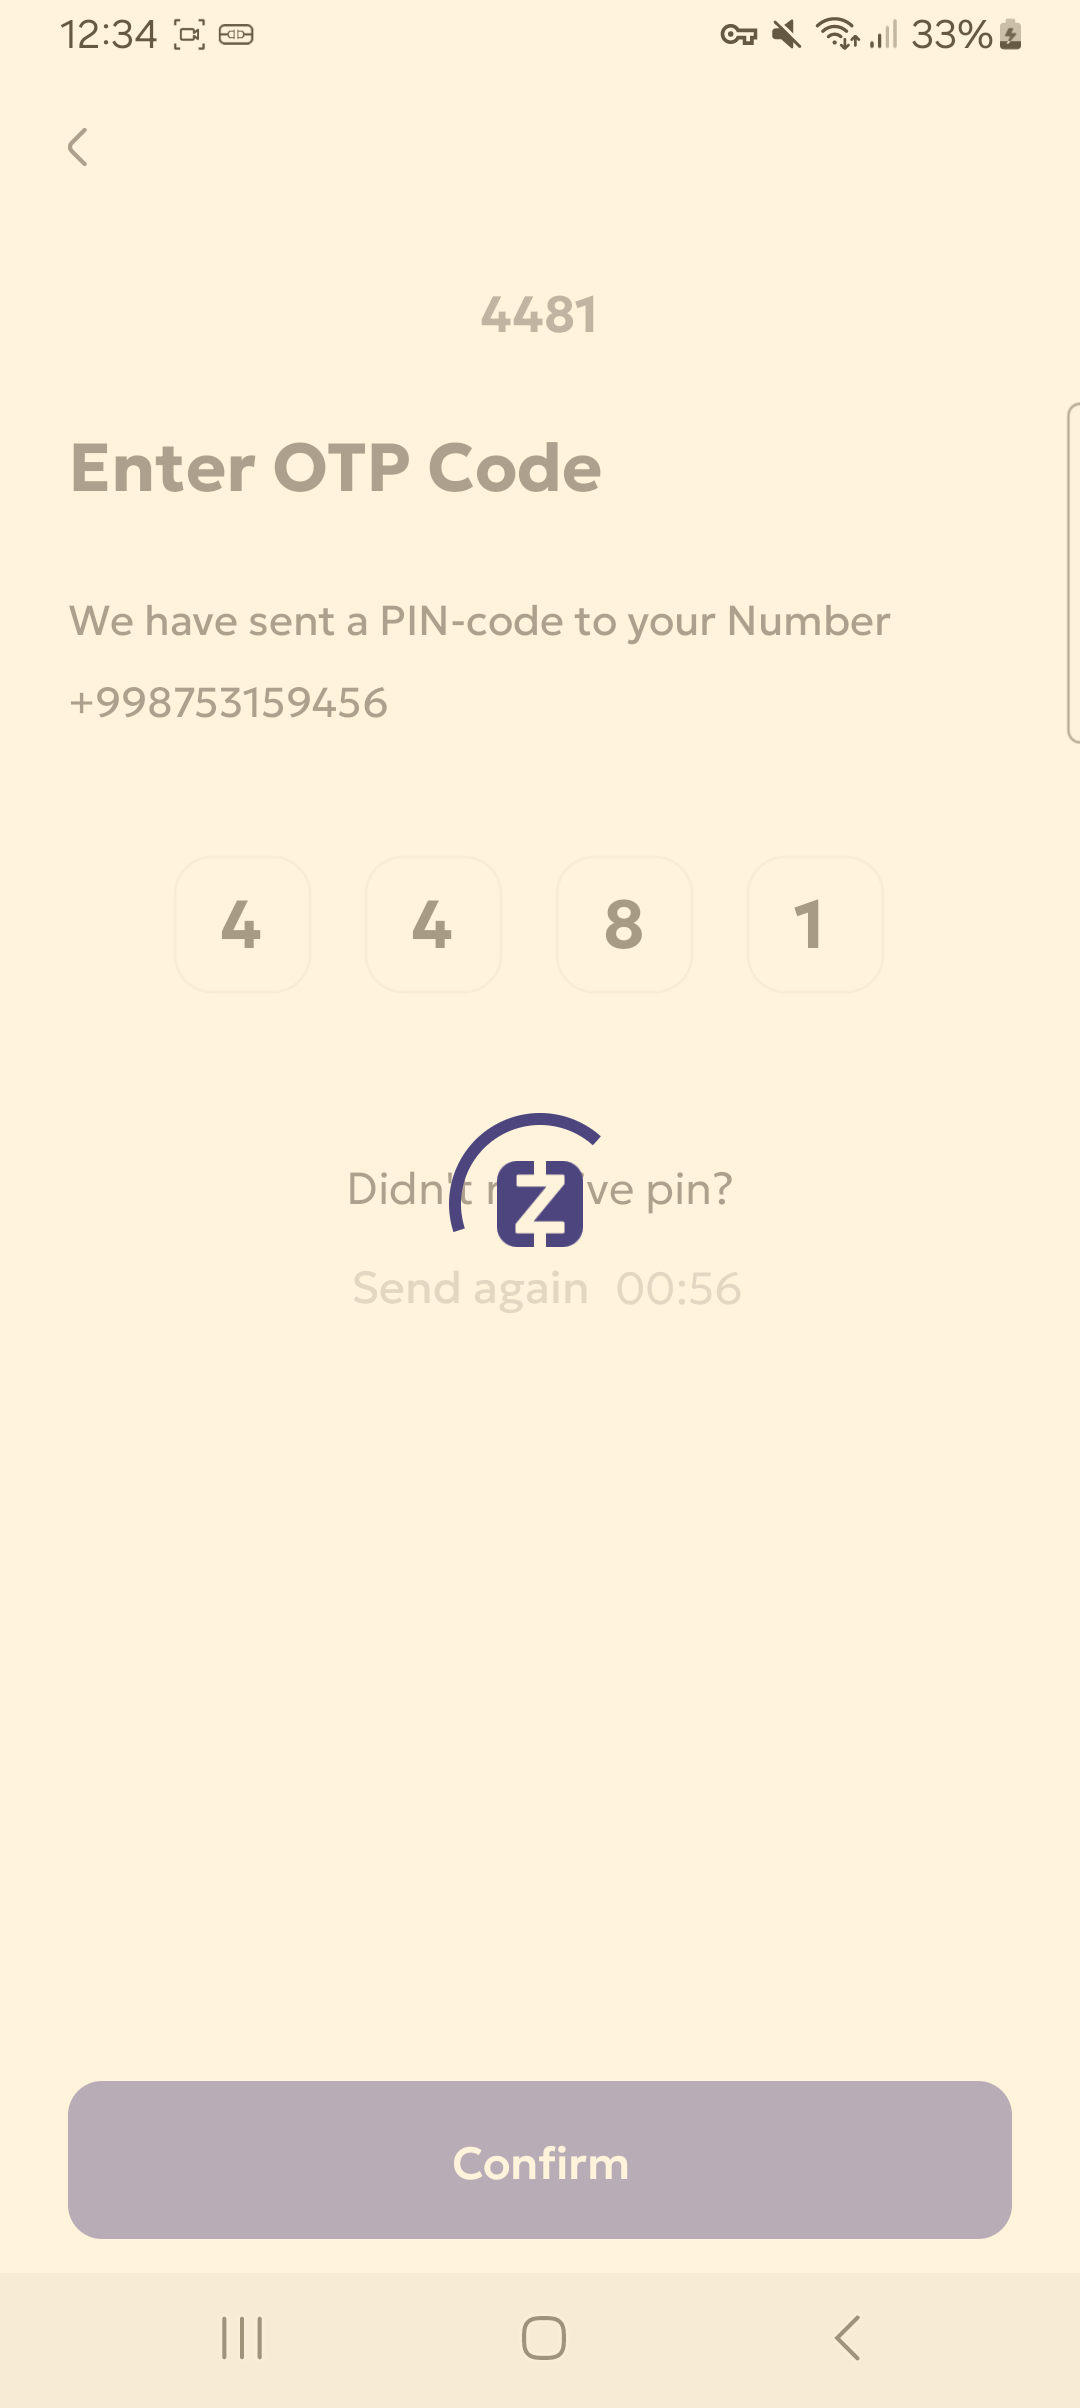 12:34 33%
4481
Enter OTP Code
We have sent a PIN-code to your Number
+998753159456
4 4 8 1
Didn't ve pin?
Z
Send again 00:56
Confirm